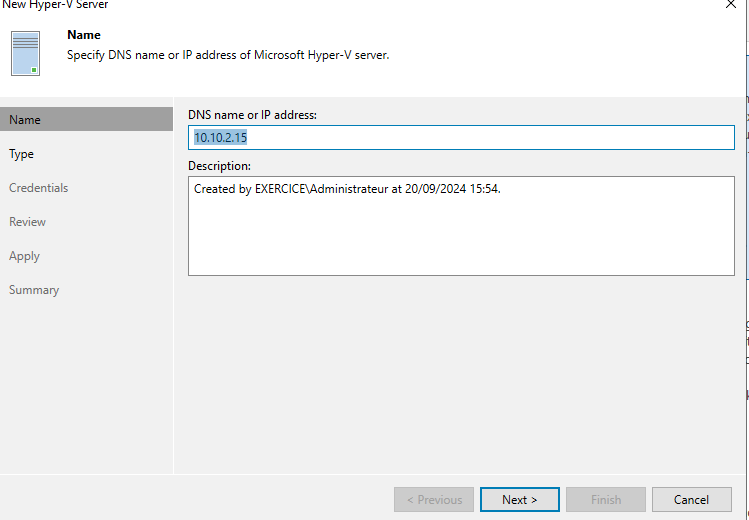 New Hyper-V Server
Name
Specify DNS name or IP address of Microsoft Hyper-V server.
Name
Type
Credentials
Review
Apply
Summary
DNS name or IP address:
10.10.2.15
Description:
Created by EXERCICE\Administrateur at 20/09/2024 15:54.
< Previous
Next >
Finish
Cancel